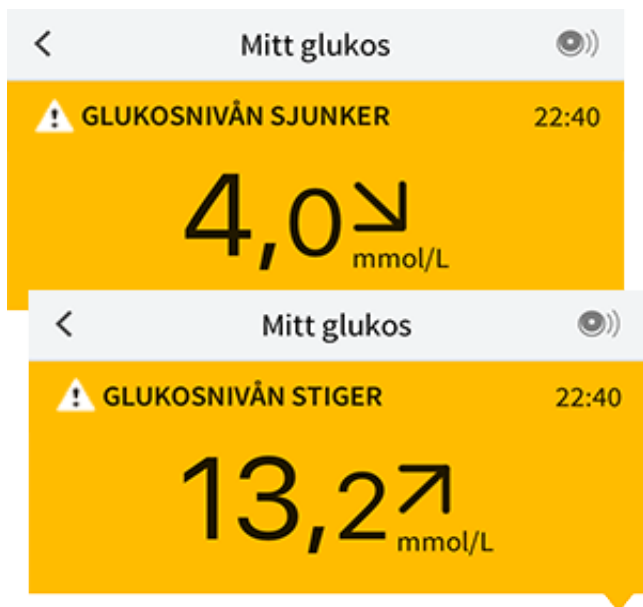 Mitt glukos
GLUKOSNIVÅN SJUNKER 22:40
4,0
mmol/L
Mitt glukos
GLUKOSNIVÅN STIGER 22:40
13,2
mmol/L